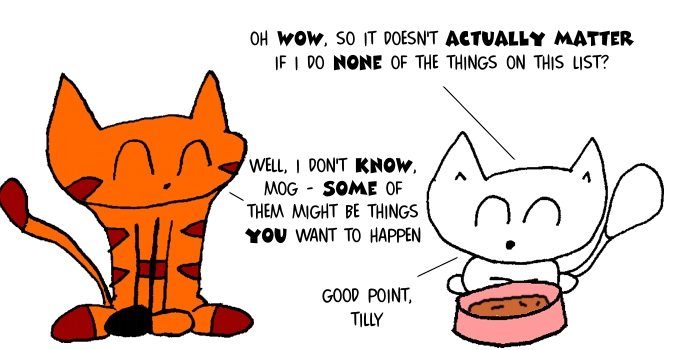 OH WOW, SO IT DOESN'T ACTUALLY MATTER
IF I DO NONE OF THE THINGS ON THIS LIST?
WELL, I DON'T KNOW,
MOG - SOME OF
THEM MIGHT BE THINGS
YOU WANT TO HAPPEN
GOOD POINT,
TILLY